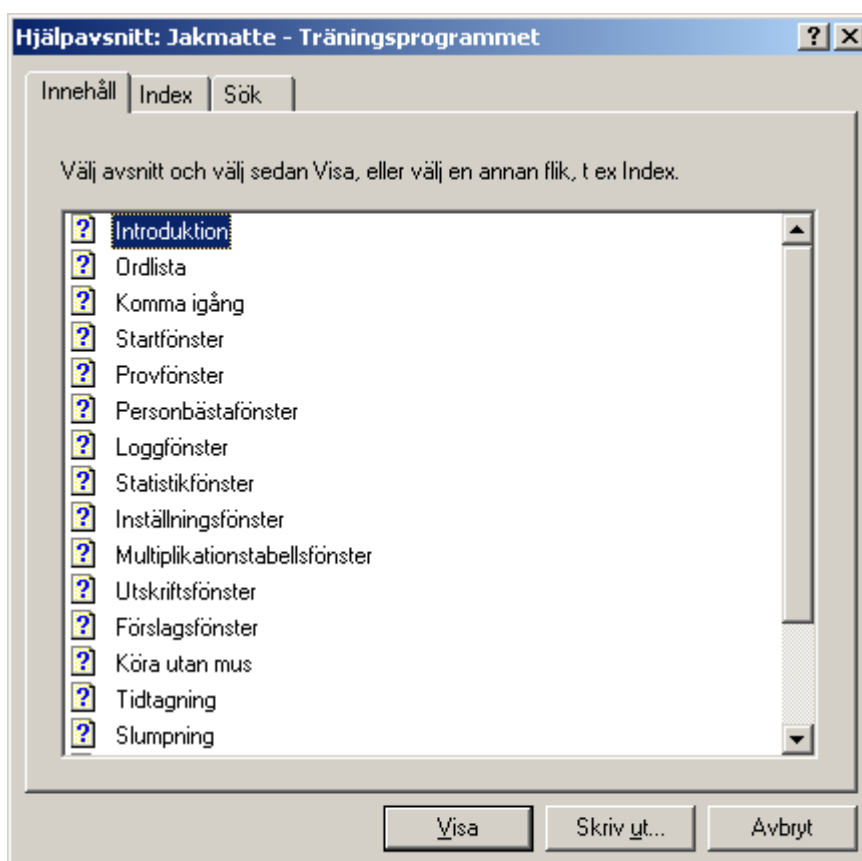 Hjälpavsnitt: Jakmatte - Träningsprogrammet
Innehåll Index Sök
Välj avsnitt och välj sedan Visa, eller välj en annan flik, t ex Index.
Introduktion
Ordlista
Komma igång
Startfönster
Provfönster
Personbästafönster
Loggfönster
Statistikfönster
Inställningsfönster
Multiplikationstabellsfönster
Utskriftsfönster
Förslagsfönster
Köra utan mus
Tidtagning
Slumpning
Visa Skriv ut... Avbryt